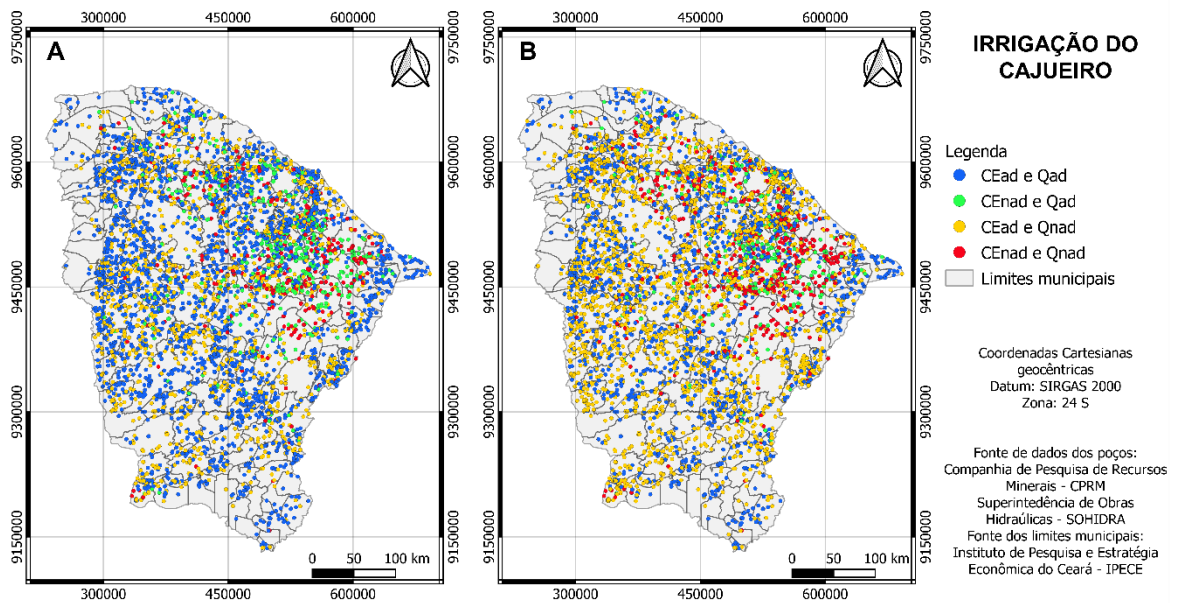 300000 450000 600000
300000 450000 600000
A
B
9750000
9600000
9450000
9300000
9150000
9750000
9600000
9450000
9300000
9150000
0 50 100 km
0 50 100 km
300000 450000 600000
300000 450000 600000
IRRIGAÇÃO DO
CAJUEIRO
Legenda
CEad e Qad
CEnad e Qad
CEad e Qnad
CEnad e Qnad
Limites municipais
Coordenadas Cartesianas
geocêntricas
Datum: SIRGAS 2000
Zona: 24 S
Fonte de dados dos poços:
Companhia de Pesquisa de Recursos
Minerais - CPRM
Superintedência de Obras
Hidraúlicas - SOHIDRA
Fonte dos limites municipais:
Instituto de Pesquisa e Estratégia
Econômica do Ceará - IPECE